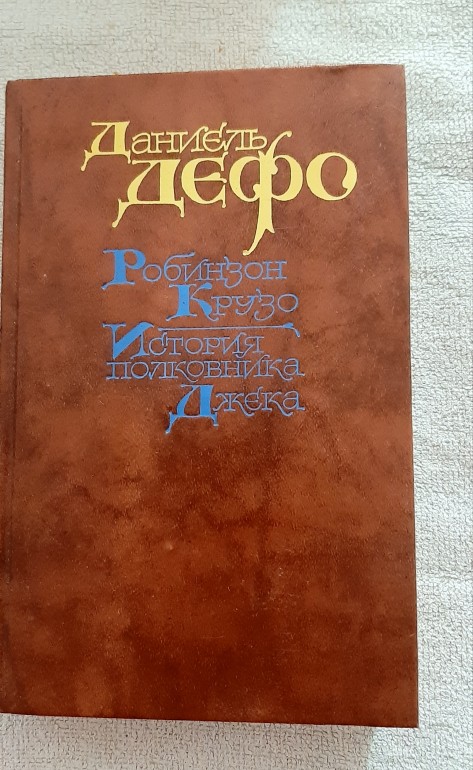 Даниель
Дефо
Робинзон
Крузо
История
полковника
Джека